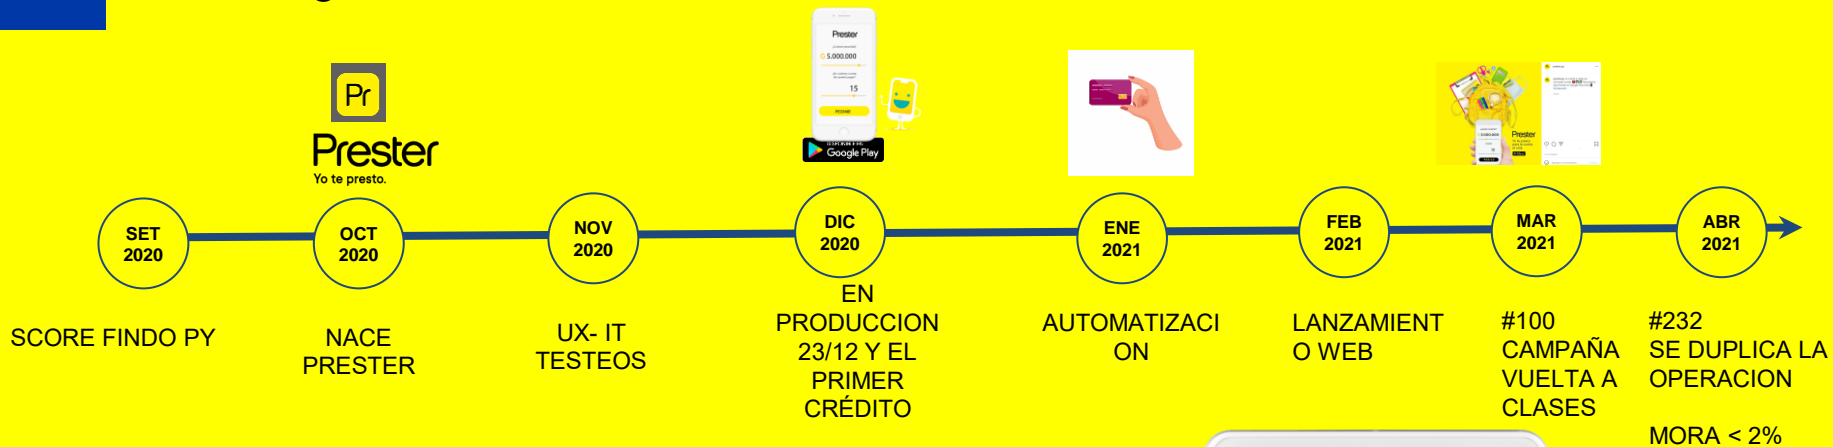 Pr
Prester
Yo te presto.
Prester
G 5.000.000
15
Google Play
Prester
SET
2020
OCT
2020
NOV
2020
DIC
2020
ENE
2021
FEB
2021
MAR
2021
ABR
2021
SCORE FINDO PY
NACE
PRESTER
UX- IT
TESTEOS
EN
PRODUCCION
23/12 Y EL
PRIMER
CRÉDITO
AUTOMATIZACI
ON
LANZAMIENT
O WEB
#100
CAMPAÑA
VUELTA A
CLASES
#232
SE DUPLICA LA
OPERACION
MORA < 2%